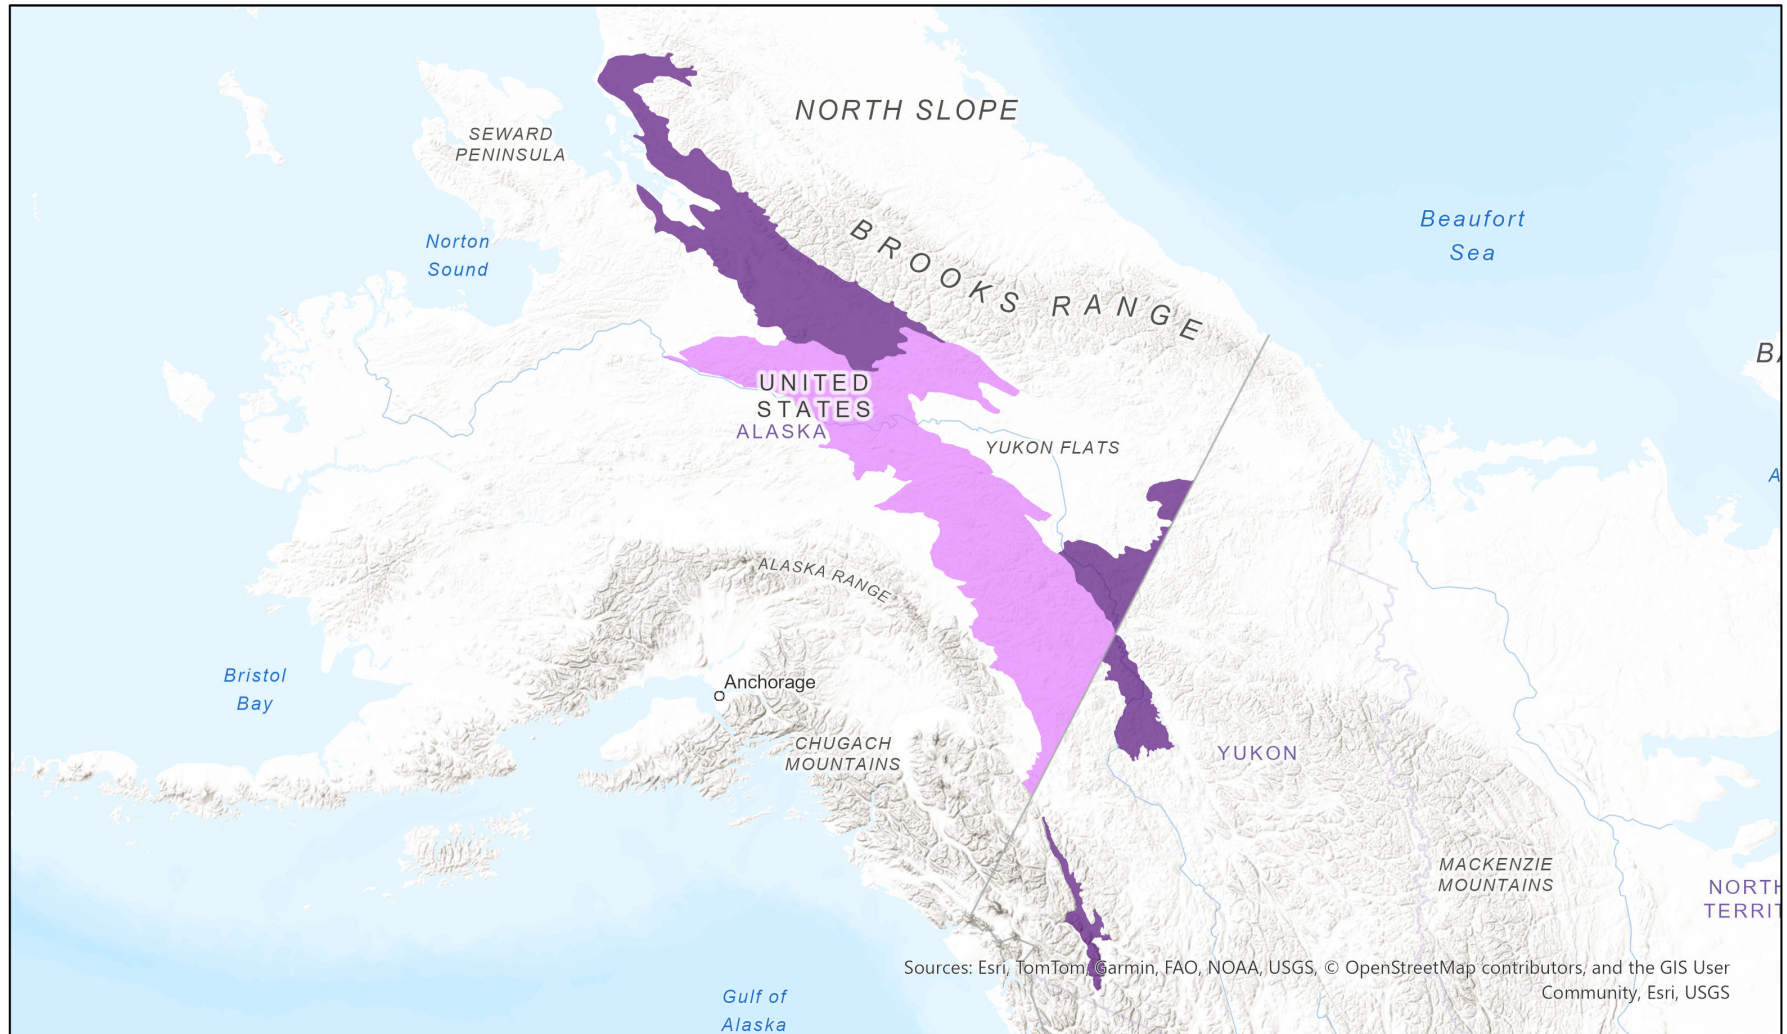 NORTH SLOPE
SEWARD
PENINSULA
Beaufort
Sea
Norton
Sound
BROOKS RANGE
BA
UNITED
STATES
ALASKA
YUKON FLATS
A
ALASKA RANGE
Bristol
Bay
Anchorage
CHUGACH
MOUNTAINS
YUKON
MACKENZIE
MOUNTAINS
NORTH
TERRIT
Sources: Esri, TomTom, Garmin, FAO, NOAA, USGS, © OpenStreetMap contributors, and the GIS User
Community, Esri, USGS
Gulf of
Alaska